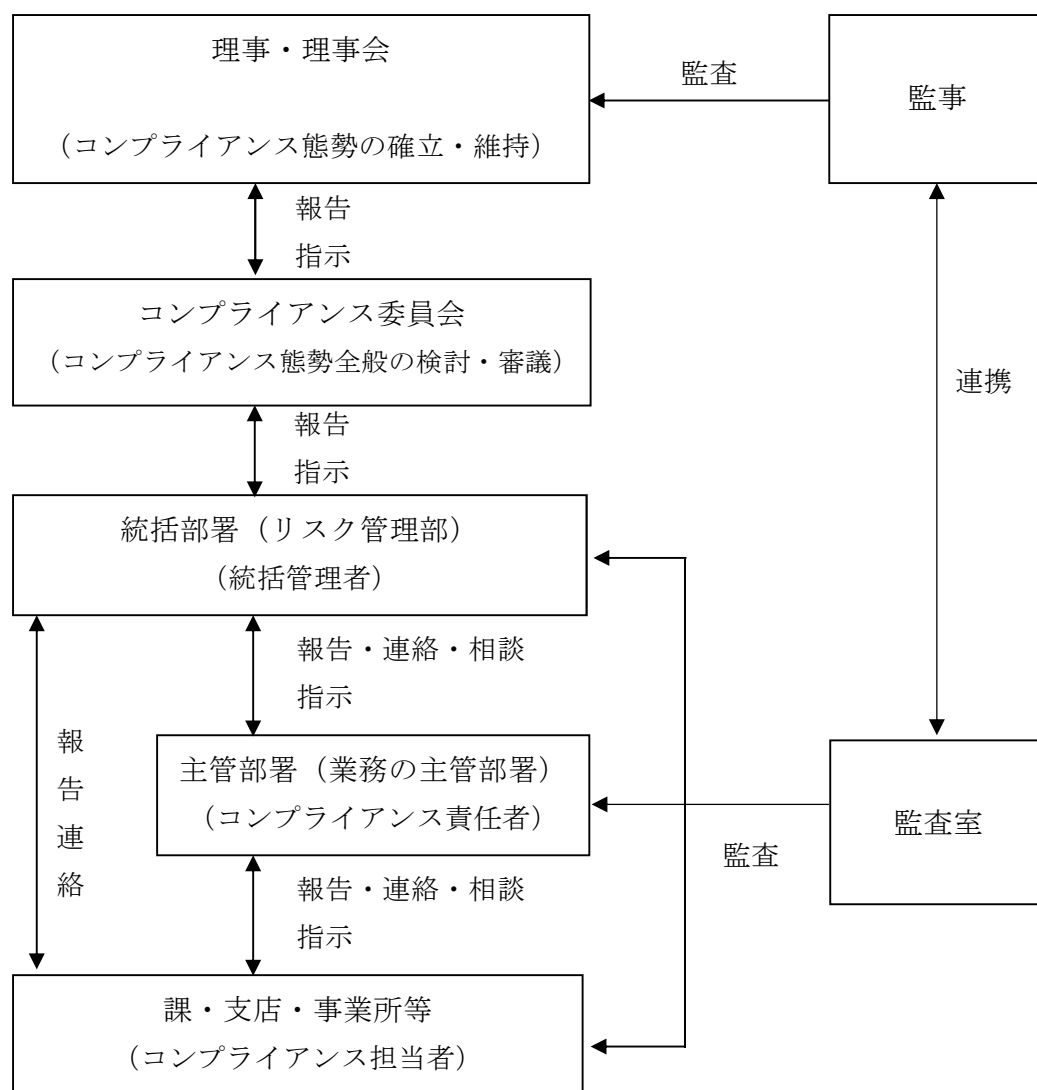 理事・理事会
（コンプライアンス態勢の確立・維持）
監査
監事
報告
指示
コンプライアンス委員会
（コンプライアンス態勢全般の検討・審議）
連携
報告
指示
統括部署（リスク管理部）
（統括管理者）
報告・連絡・相談
指示
報告連絡
主管部署（業務の主管部署）
（コンプライアンス責任者）
監査
監査室
報告・連絡・相談
指示
課・支店・事業所等
（コンプライアンス担当者）